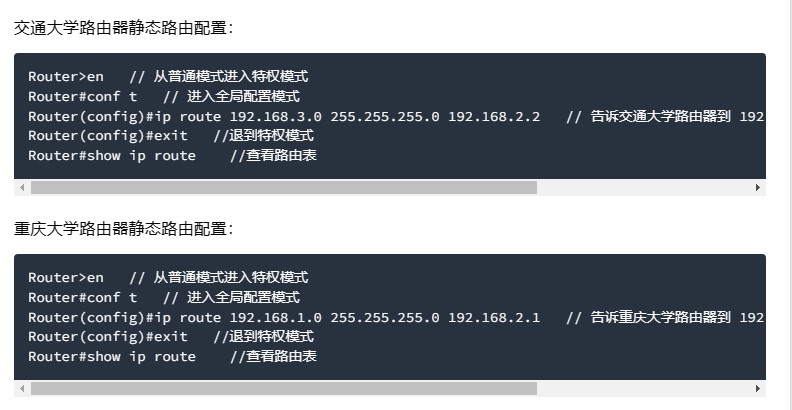 交通大学路由器静态路由配置：
Router>en   // 从普通模式进入特权模式
Router#conf t   // 进入全局配置模式
Router(config)#ip route 192.168.3.0 255.255.255.0 192.168.2.2   // 告诉交通大学路由器到 192
Router(config)#exit   //退到特权模式
Router#show ip route    //查看路由表
重庆大学路由器静态路由配置：
Router>en   // 从普通模式进入特权模式
Router#conf t   // 进入全局配置模式
Router(config)#ip route 192.168.1.0 255.255.255.0 192.168.2.1   // 告诉重庆大学路由器到 192
Router(config)#exit   //退到特权模式
Router#show ip route    //查看路由表